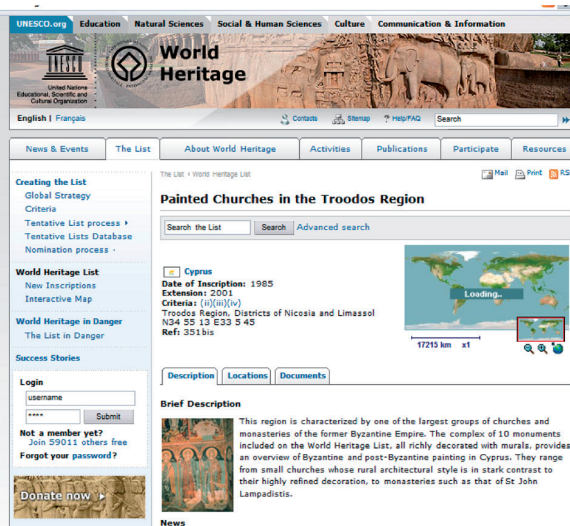 UNESCO.org Education Natural Sciences Social & Human Sciences Culture Communication & Information
World
Heritage
UNESCO
United Nations
Educational, Scientific and
Cultural Organization
English | Français
Contacts Sitemap Help/FAQ Search
News & Events The List About World Heritage Activities Publications Participate Resources
The List › World Heritage List
Mail Print RS
Creating the List
Global Strategy
Criteria
Tentative List process
Tentative Lists Database
Nomination process
World Heritage List
New Inscriptions
Interactive Map
World Heritage in Danger
The List in Danger
Success Stories
Login
username
**** Submit
Not a member yet?
Join 59011 others free
Forgot your password?
Donate now
Painted Churches in the Troodos Region
Search the List Search Advanced search
Cyprus
Date of Inscription: 1985
Extension: 2001
Criteria: (ii)(iii)(iv)
Troodos Region, Districts of Nicosia and Limassol
N34 55 13 E33 5 45
Ref: 351bis
Loading..
17215 km x1
Description Locations Documents
Brief Description
This region is characterized by one of the largest groups of churches and
monasteries of the former Byzantine Empire. The complex of 10 monuments
included on the World Heritage List, all richly decorated with murals, provides
an overview of Byzantine and post-Byzantine painting in Cyprus. They range
from small churches whose rural architectural style is in stark contrast to
their highly refined decoration, to monasteries such as that of St John
Lampadistis.
News